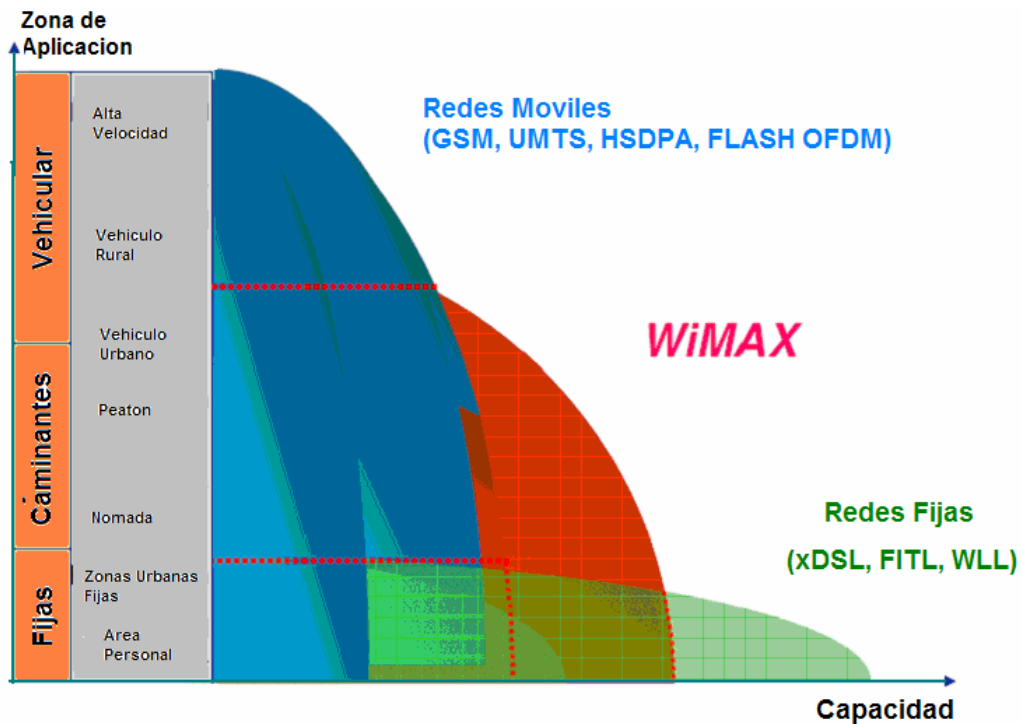 Zona de
Aplicacion
Vehicular
Alta
Velocidad
Vehiculo
Rural
Vehiculo
Urbano
Caminantes
Peaton
Nomada
Fijas
Zonas Urbanas
Fijas
Area
Personal
Redes Moviles
(GSM, UMTS, HSDPA, FLASH OFDM)
WiMAX
Redes Fijas
(xDSL, FITL, WLL)
Capacidad